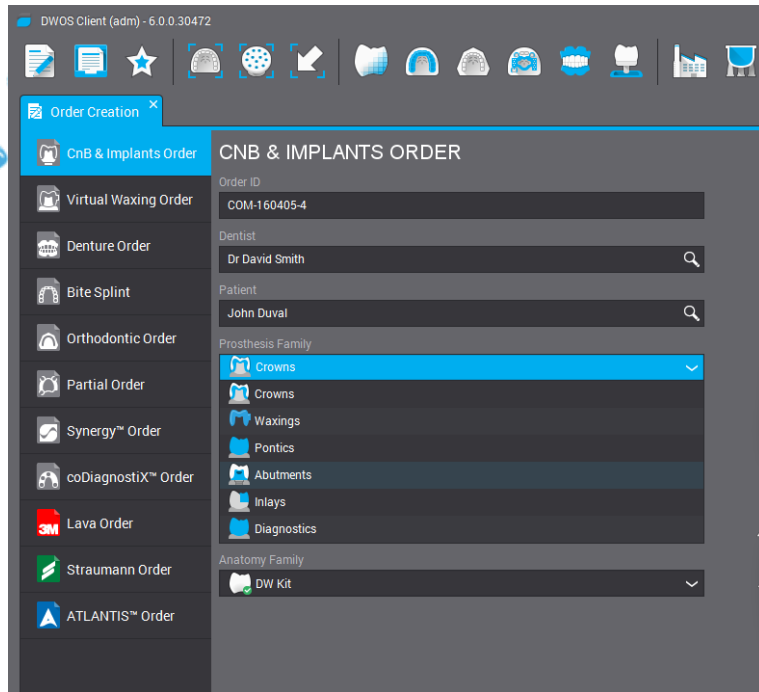 DWOS Client (adm) - 6.0.0.30472
Order Creation
CnB & Implants Order
Virtual Waxing Order
Denture Order
Bite Splint
Orthodontic Order
Partial Order
Synergy™ Order
coDiagnostiX™ Order
3M
Lava Order
Straumann Order
ATLANTIS™ Order
CNB & IMPLANTS ORDER
Order ID
COM-160405-4
Dentist
Dr David Smith
Patient
John Duval
Prosthesis Family
Crowns
Crowns
Waxings
Pontics
Abutments
Inlays
Diagnostics
Anatomy Family
DW Kit